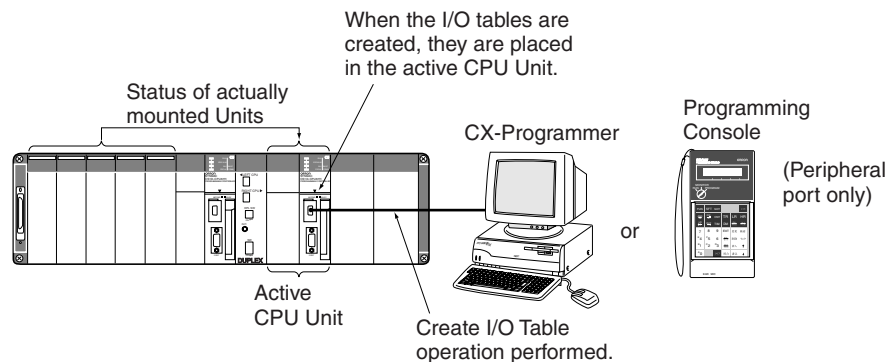 When the I/O tables are
created, they are placed
in the active CPU Unit.
Status of actually
mounted Units
CX-Programmer
Programming
Console
(Peripheral
port only)
or
DUPLEX
Active
CPU Unit
Create I/O Table
operation performed.